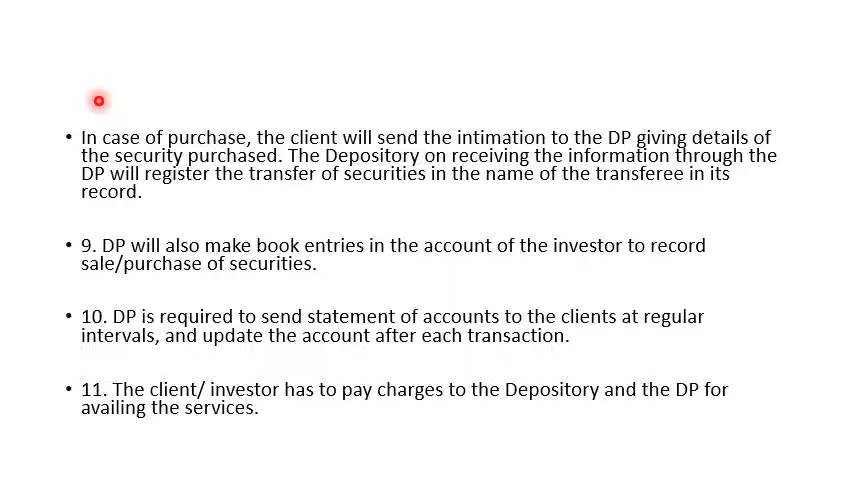 • In case of purchase, the client will send the intimation to the DP giving details of
the security purchased. The Depository on receiving the information through the
DP will register the transfer of securities in the name of the transferee in its
record.
• 9. DP will also make book entries in the account of the investor to record
sale/purchase of securities.
• 10. DP is required to send statement of accounts to the clients at regular
intervals, and update the account after each transaction.
• 11. The client/ investor has to pay charges to the Depository and the DP for
availing the services.